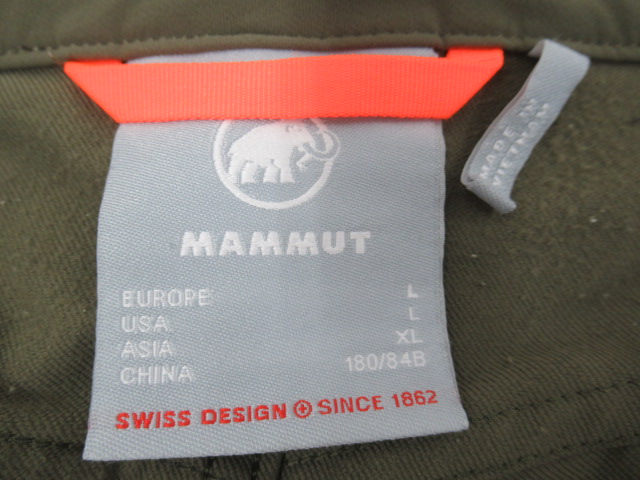 MAMMUT
EUROPE L
USA L
ASIA XL
CHINA 180/84B
SWISS DESIGN SINCE 1862
MADE IN
VIETNAM